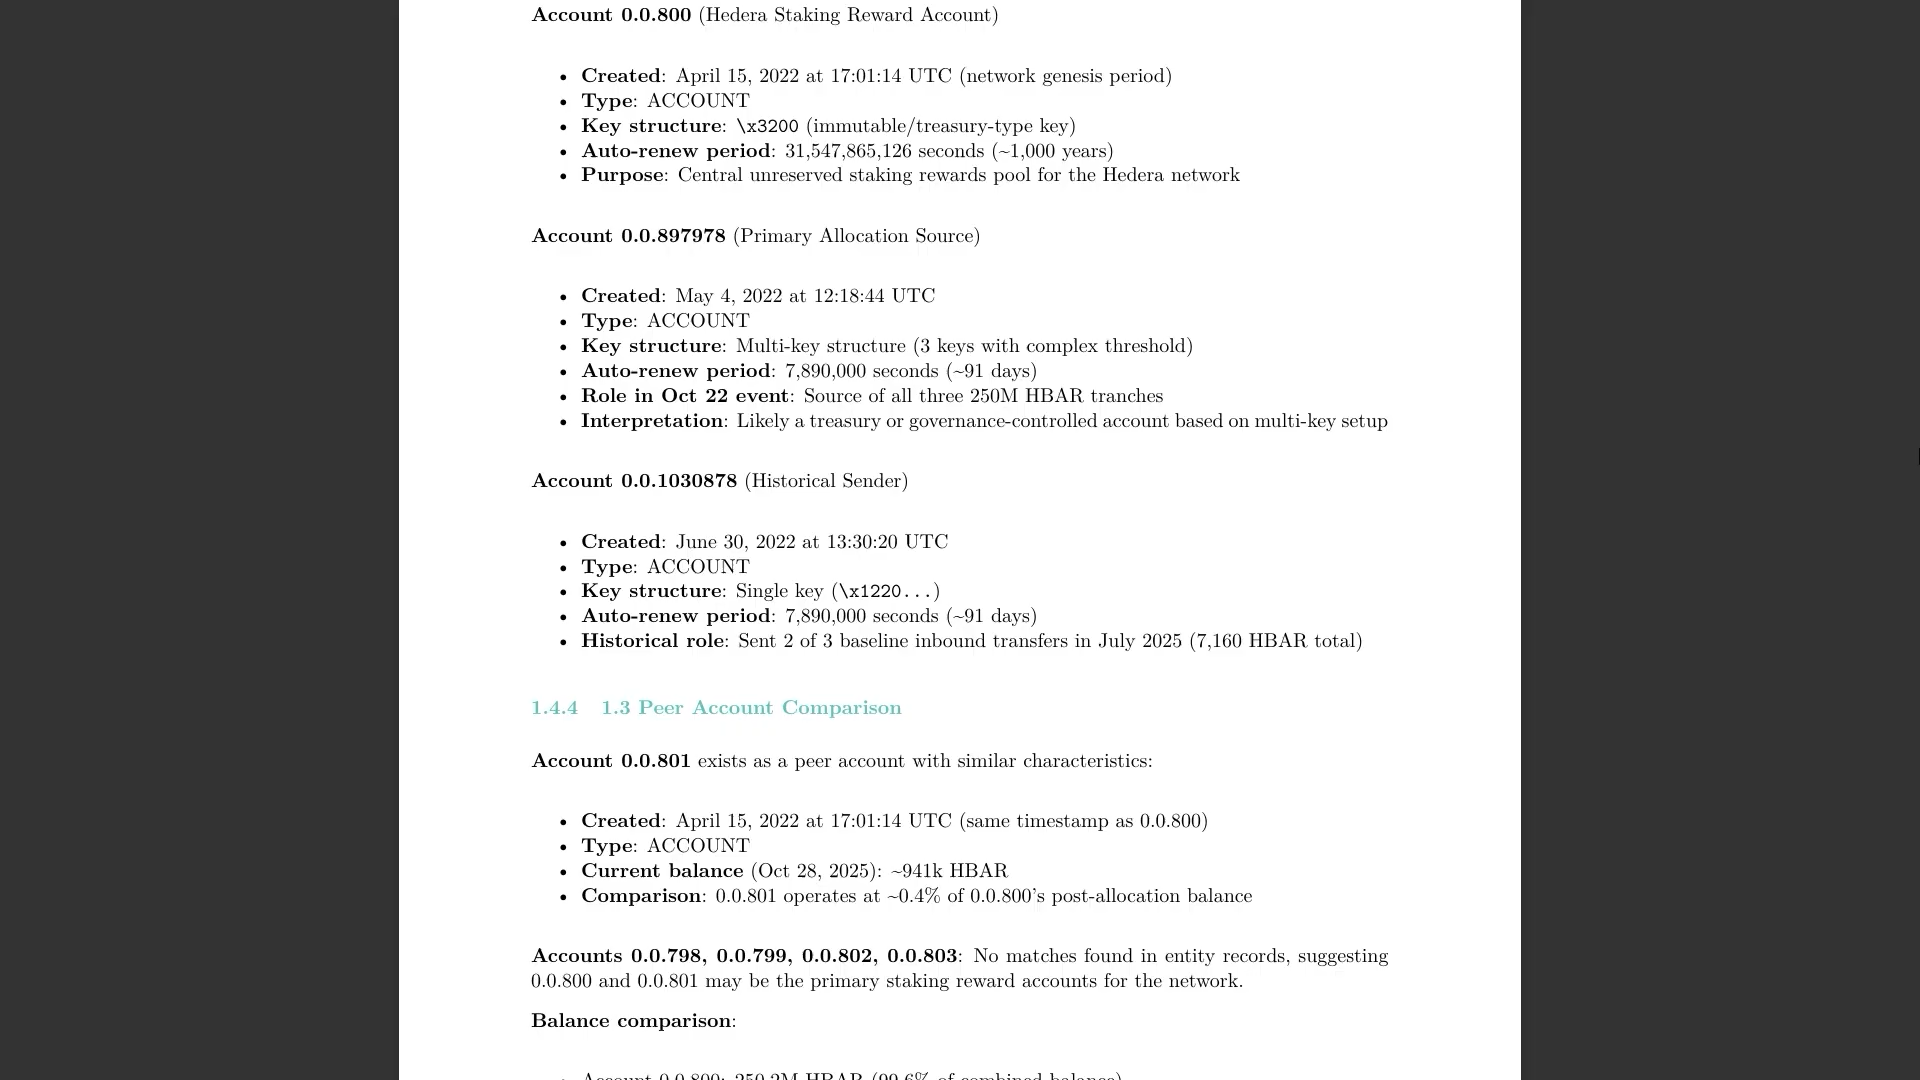 Account 0.0.800 (Hedera Staking Reward Account)
• Created: April 15, 2022 at 17:01:14 UTC (network genesis period)
• Type: ACCOUNT
• Key structure: \x3200 (immutable/treasury-type key)
• Auto-renew period: 31,547,865,126 seconds (~1,000 years)
• Purpose: Central unreserved staking rewards pool for the Hedera network
Account 0.0.897978 (Primary Allocation Source)
• Created: May 4, 2022 at 12:18:44 UTC
• Type: ACCOUNT
• Key structure: Multi-key structure (3 keys with complex threshold)
• Auto-renew period: 7,890,000 seconds (~91 days)
• Role in Oct 22 event: Source of all three 250M HBAR tranches
• Interpretation: Likely a treasury or governance-controlled account based on multi-key setup
Account 0.0.1030878 (Historical Sender)
• Created: June 30, 2022 at 13:30:20 UTC
• Type: ACCOUNT
• Key structure: Single key (\x1220...)
• Auto-renew period: 7,890,000 seconds (~91 days)
• Historical role: Sent 2 of 3 baseline inbound transfers in July 2025 (7,160 HBAR total)
1.4.4 1.3 Peer Account Comparison
Account 0.0.801 exists as a peer account with similar characteristics:
• Created: April 15, 2022 at 17:01:14 UTC (same timestamp as 0.0.800)
• Type: ACCOUNT
• Current balance (Oct 28, 2025): ~941k HBAR
• Comparison: 0.0.801 operates at ~0.4% of 0.0.800's post-allocation balance
Accounts 0.0.798, 0.0.799, 0.0.802, 0.0.803: No matches found in entity records, suggesting
0.0.800 and 0.0.801 may be the primary staking reward accounts for the network.
Balance comparison:
• Account 0.0.800: 250.2M HBAR (99.6% of combined balance)